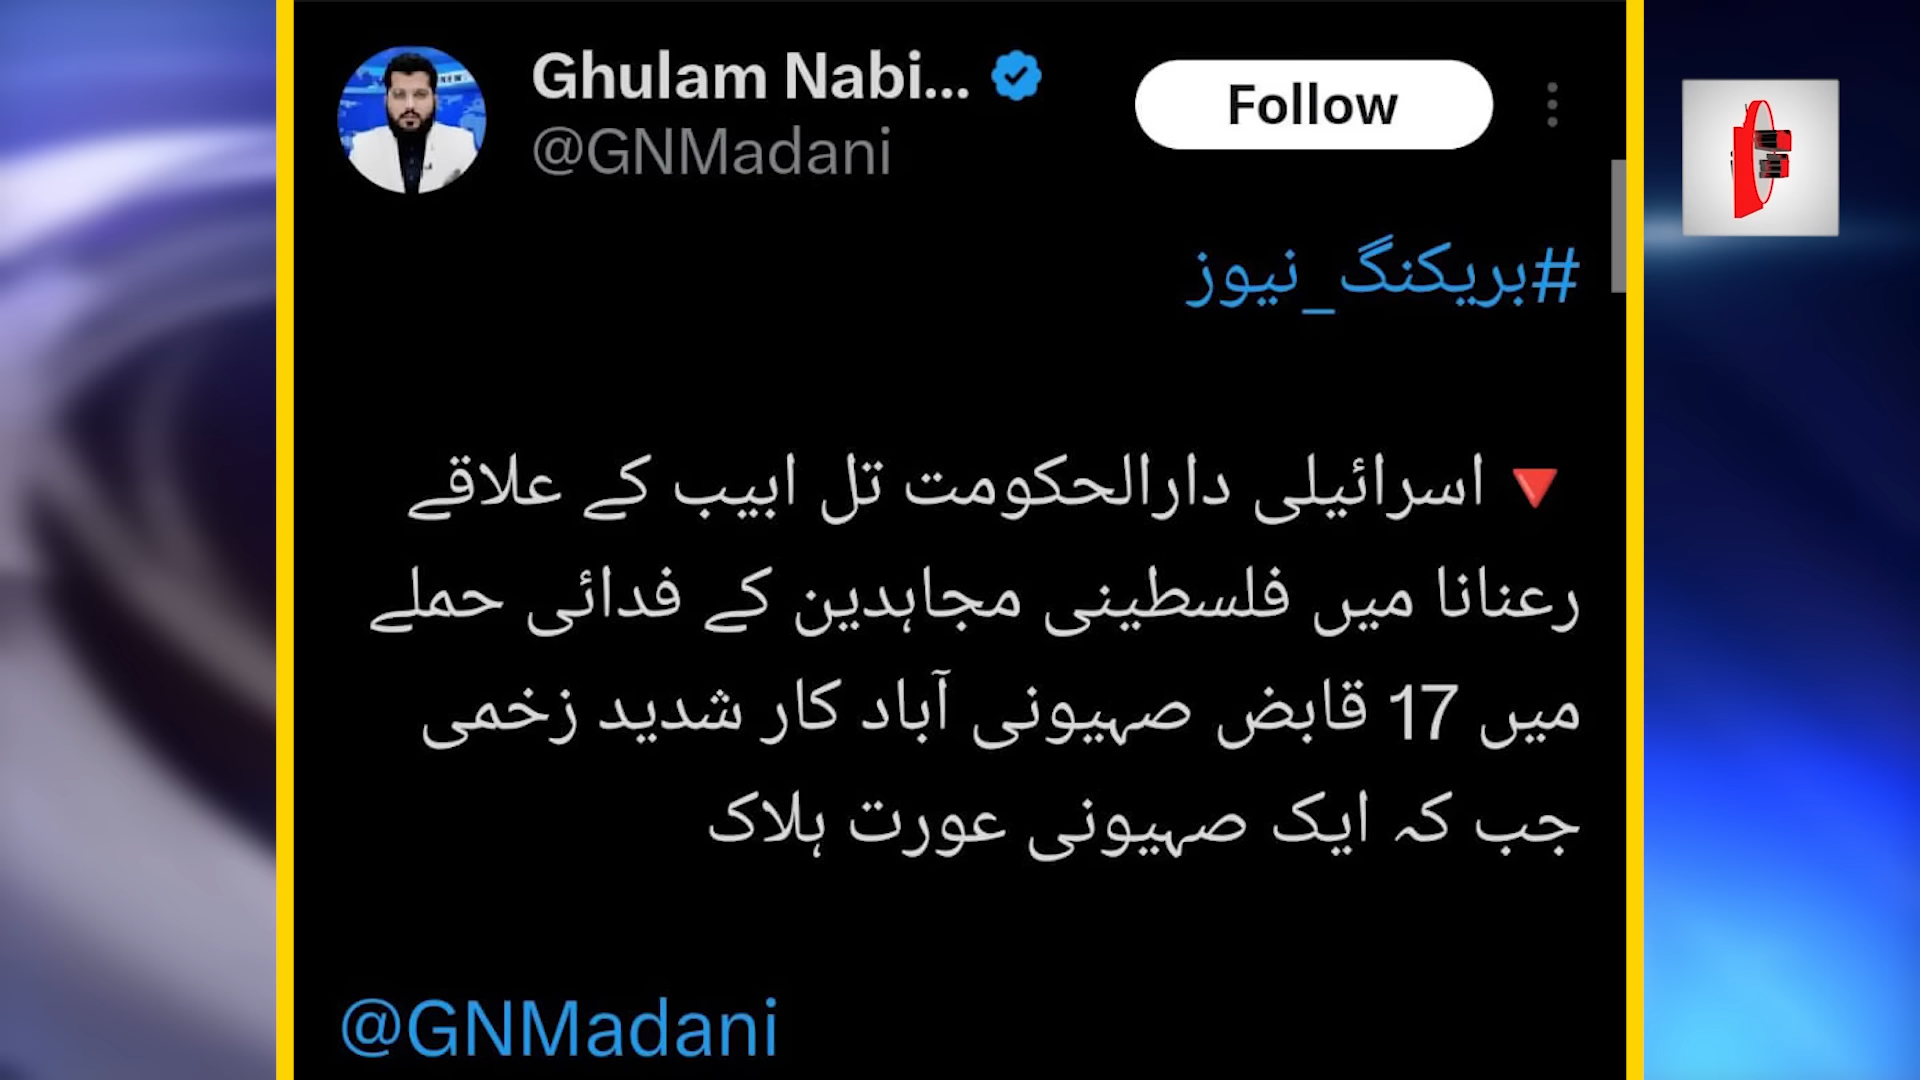 Ghulam Nabi...
@GNMadani
Follow
#بریکنگ_نیوز
🔻اسرائیلی دارالحکومت تل ابیب کے علاقے
رعنانا میں فلسطینی مجاہدین کے فدائی حملے
میں 17 قابض صہیونی آباد کار شدید زخمی
جب کہ ایک صہیونی عورت ہلاک
@GNMadani